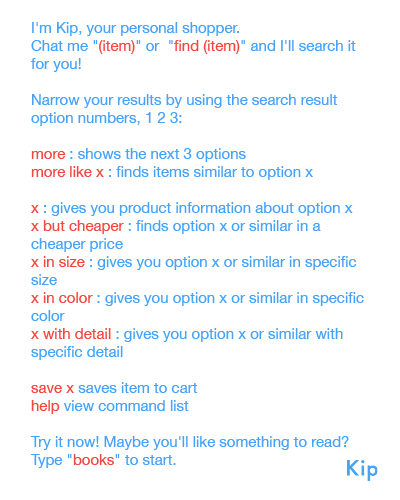 I'm Kip, your personal shopper.
Chat me "(item)" or  "find (item)" and I'll search it
for you!
Narrow your results by using the search result
option numbers, 1 2 3:
more : shows the next 3 options
more like x : finds items similar to option x
x : gives you product information about option x
x but cheaper : finds option x or similar in a
cheaper price
x in size : gives you option x or similar in specific
size
x in color : gives you option x or similar in specific
color
x with detail : gives you option x or similar with
specific detail
save x saves item to cart
help view command list
Try it now! Maybe you'll like something to read?
Type "books" to start.
Kip